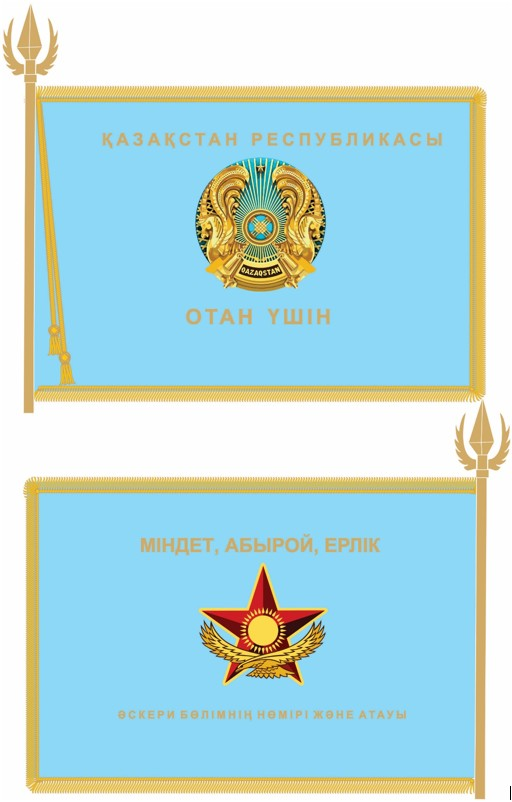 ҚАЗАҚСТАН РЕСПУБЛИКАСЫ
QAZAQSTAN
ОТАН ҮШІН
МІНДЕТ, АБЫРОЙ, ЕРЛІК
ӘСКЕРИ БӨЛІМНІҢ НӨМІРІ ЖӘНЕ АТАУЫ